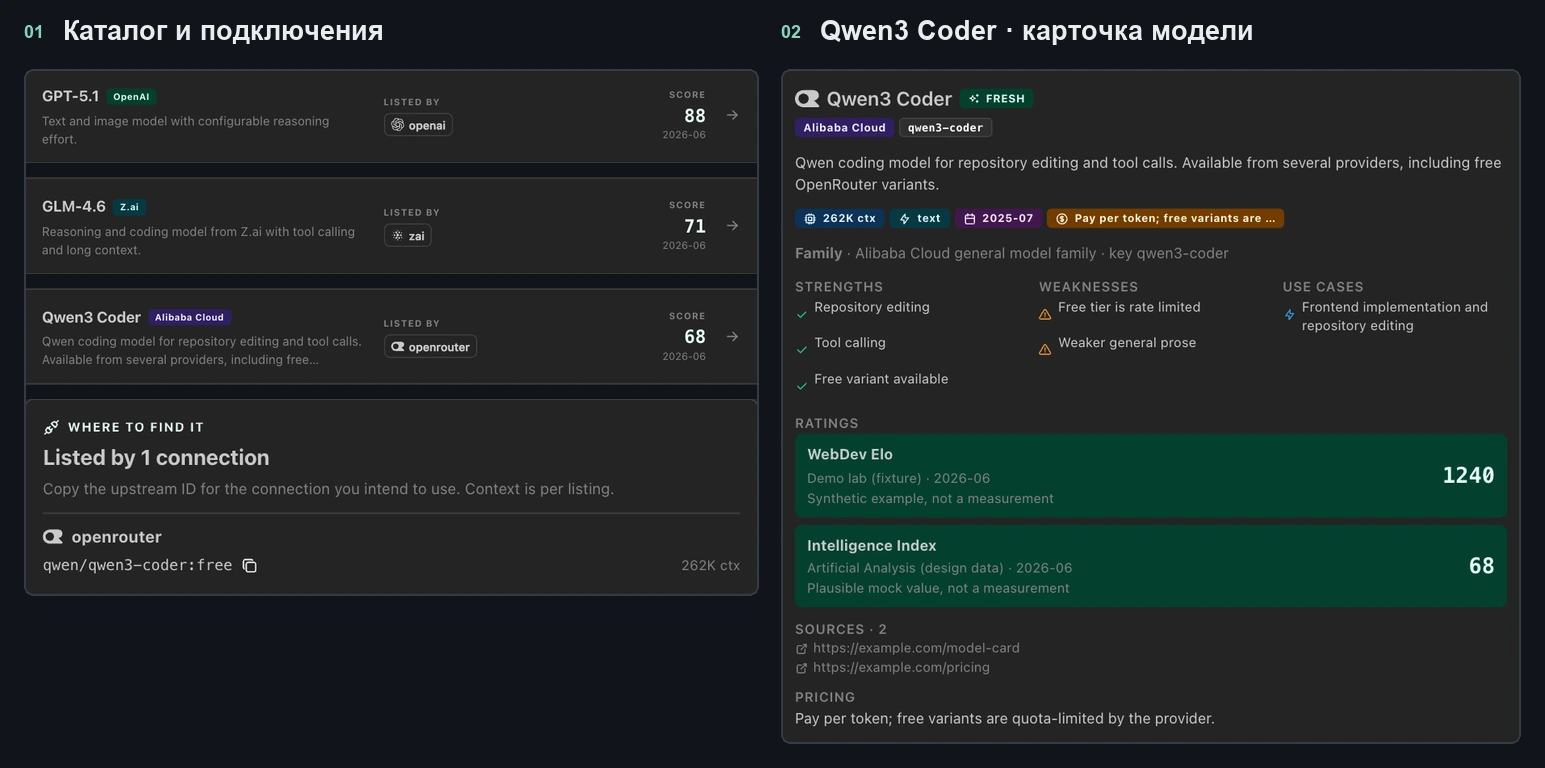 01 Каталог и подключения
GPT-5.1 OpenAI
Text and image model with configurable reasoning
effort.
LISTED BY
openai
SCORE
88
2026-06
GLM-4.6 Z.ai
Reasoning and coding model from Z.ai with tool calling
and long context.
LISTED BY
zai
SCORE
71
2026-06
Qwen3 Coder Alibaba Cloud
Qwen coding model for repository editing and tool calls.
Available from several providers, including free…
LISTED BY
openrouter
SCORE
68
2026-06
WHERE TO FIND IT
Listed by 1 connection
Copy the upstream ID for the connection you intend to use. Context is per listing.
openrouter
qwen/qwen3-coder:free 262K ctx
02 Qwen3 Coder · карточка модели
Qwen3 Coder FRESH
Alibaba Cloud qwen3-coder
Qwen coding model for repository editing and tool calls. Available from several providers, including free
OpenRouter variants.
262K ctx text 2025-07 Pay per token; free variants are …
Family · Alibaba Cloud general model family · key qwen3-coder
STRENGTHS
Repository editing
Tool calling
Free variant available
WEAKNESSES
Free tier is rate limited
Weaker general prose
USE CASES
Frontend implementation and
repository editing
RATINGS
WebDev Elo
Demo lab (fixture) · 2026-06
Synthetic example, not a measurement
1240
Intelligence Index
Artificial Analysis (design data) · 2026-06
Plausible mock value, not a measurement
68
SOURCES · 2
https://example.com/model-card
https://example.com/pricing
PRICING
Pay per token; free variants are quota-limited by the provider.